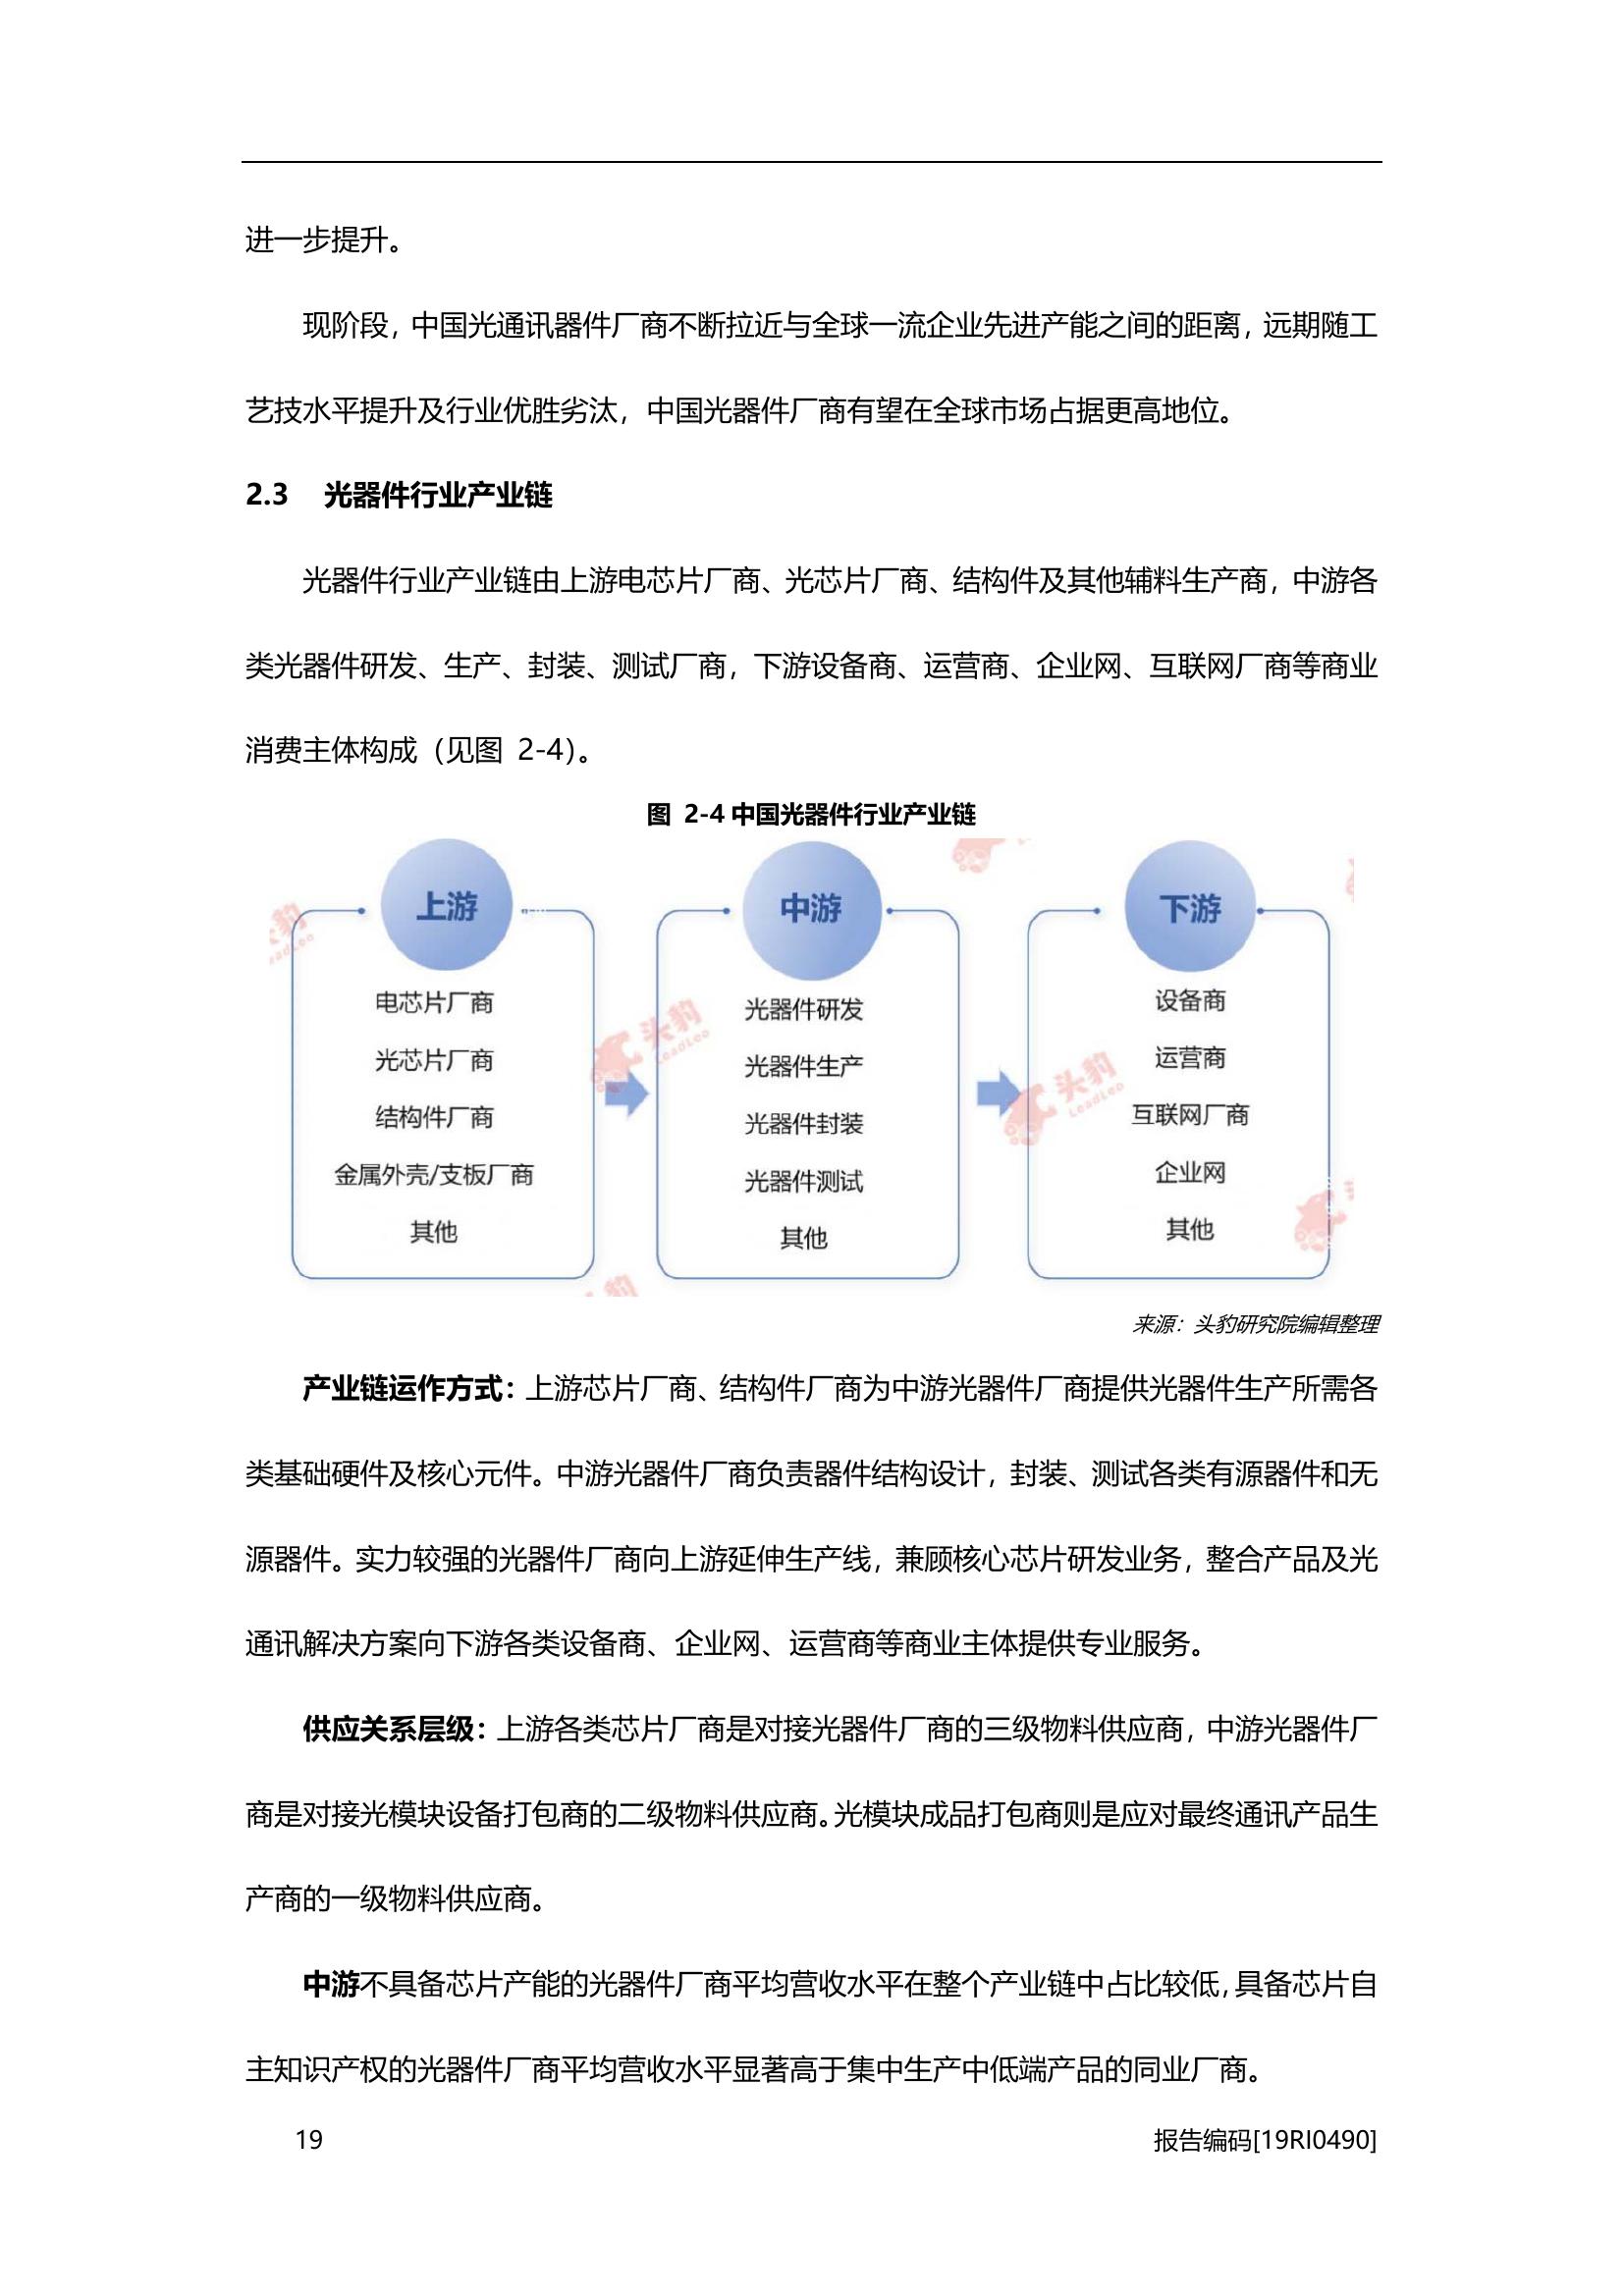 进一步提升。
现阶段，中国光通讯器件厂商不断拉近与全球一流企业先进产能之间的距离，远期随工
艺技水平提升及行业优胜劣汰，中国光器件厂商有望在全球市场占据更高地位。
2.3 光器件行业产业链
光器件行业产业链由上游电芯片厂商、光芯片厂商、结构件及其他辅料生产商，中游各
类光器件研发、生产、封装、测试厂商，下游设备商、运营商、企业网、互联网厂商等商业
消费主体构成（见图 2-4）。
图 2-4 中国光器件行业产业链
上游
电芯片厂商
光芯片厂商
结构件厂商
金属外壳/支板厂商
其他
中游
光器件研发
光器件生产
光器件封装
光器件测试
其他
下游
设备商
运营商
互联网厂商
企业网
其他
头豹
LeadLeo
头豹
LeadLeo
来源：头豹研究院编辑整理
产业链运作方式：上游芯片厂商、结构件厂商为中游光器件厂商提供光器件生产所需各
类基础硬件及核心元件。中游光器件厂商负责器件结构设计，封装、测试各类有源器件和无
源器件。实力较强的光器件厂商向上游延伸生产线，兼顾核心芯片研发业务，整合产品及光
通讯解决方案向下游各类设备商、企业网、运营商等商业主体提供专业服务。
供应关系层级：上游各类芯片厂商是对接光器件厂商的三级物料供应商，中游光器件厂
商是对接光模块设备打包商的二级物料供应商。光模块成品打包商则是应对最终通讯产品生
产商的一级物料供应商。
中游不具备芯片产能的光器件厂商平均营收水平在整个产业链中占比较低，具备芯片自
主知识产权的光器件厂商平均营收水平显著高于集中生产中低端产品的同业厂商。
19
报告编码[19RI0490]